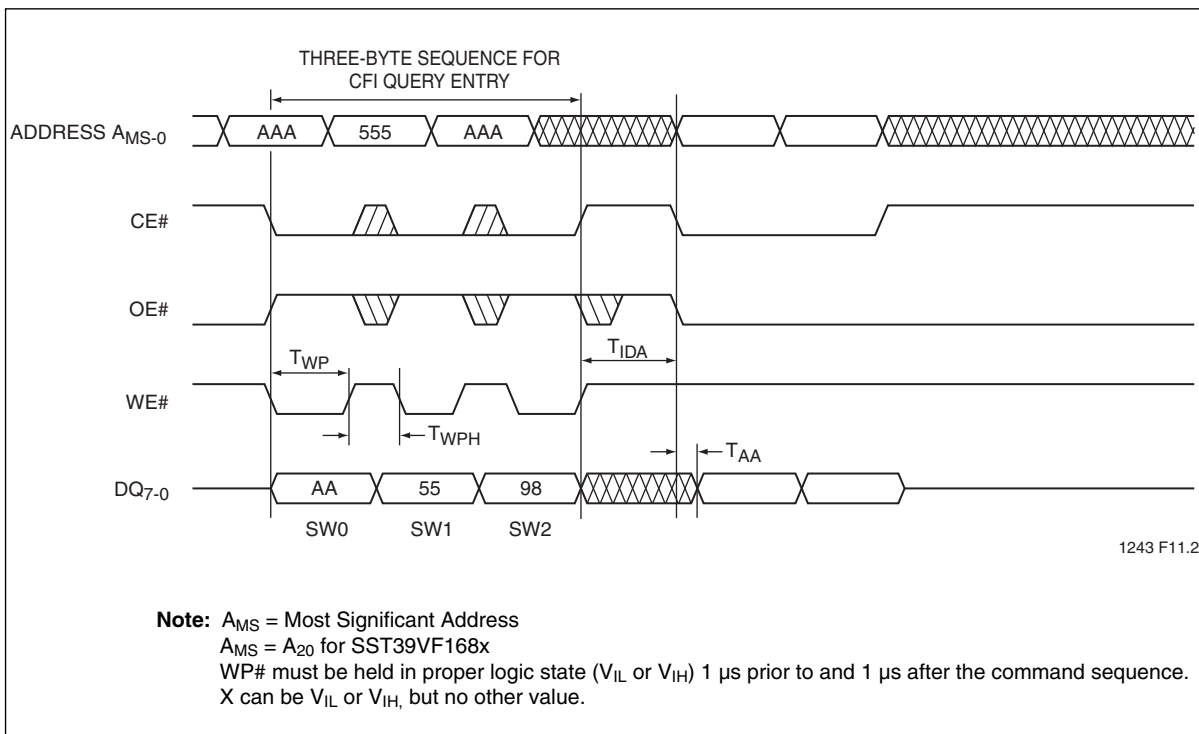 THREE-BYTE SEQUENCE FOR
CFI QUERY ENTRY
ADDRESS AMS-0
AAA 555 AAA
CE#
OE#
TWP TIDA
WE#
TWPH
TAA
DQ7-0
AA 55 98
SW0 SW1 SW2
1243 F11.2
Note: AMS = Most Significant Address
AMS = A20 for SST39VF168x
WP# must be held in proper logic state (VIL or VIH) 1 µs prior to and 1 µs after the command sequence.
X can be VIL or VIH, but no other value.